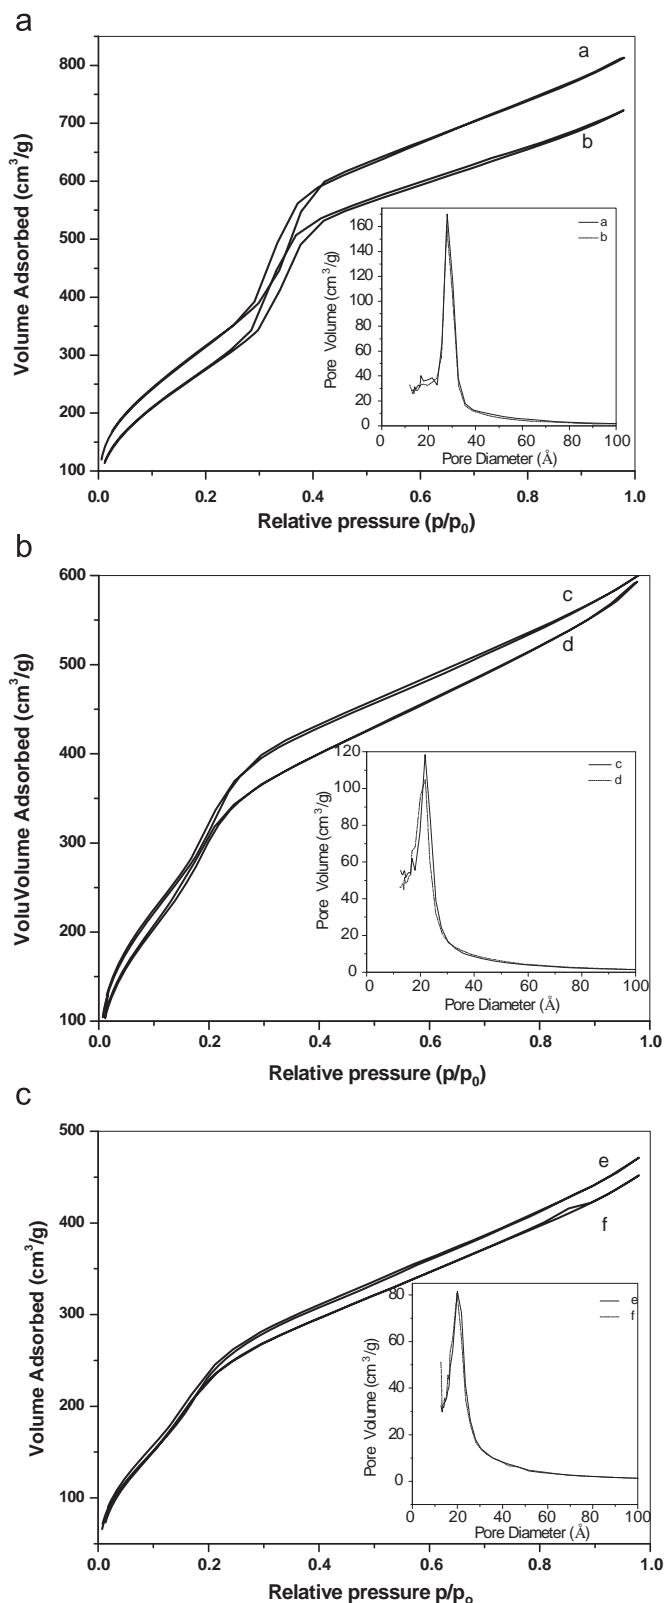 a
800
700
600
500
400
300
200
100
Volume Adsorbed (cm³/g)
a
b
160
140
120
100
80
60
40
20
0
Pore Volume (cm³/g)
a
b
0 20 40 60 80 100
Pore Diameter (Å)
0.0 0.2 0.4 0.6 0.8 1.0
Relative pressure (p/p₀)
b
600
500
400
300
200
100
VoluVolume Adsorbed (cm³/g)
c
d
120
100
80
60
40
20
0
Pore Volume (cm³/g)
c
d
0 20 40 60 80 100
Pore Diameter (Å)
0.0 0.2 0.4 0.6 0.8 1.0
Relative pressure (p/p₀)
c
500
400
300
200
100
Volume Adsorbed (cm³/g)
e
f
80
60
40
20
0
Pore Volume (cm³/g)
e
f
0 20 40 60 80 100
Pore Diameter (Å)
0.0 0.2 0.4 0.6 0.8 1.0
Relative pressure p/pₒ